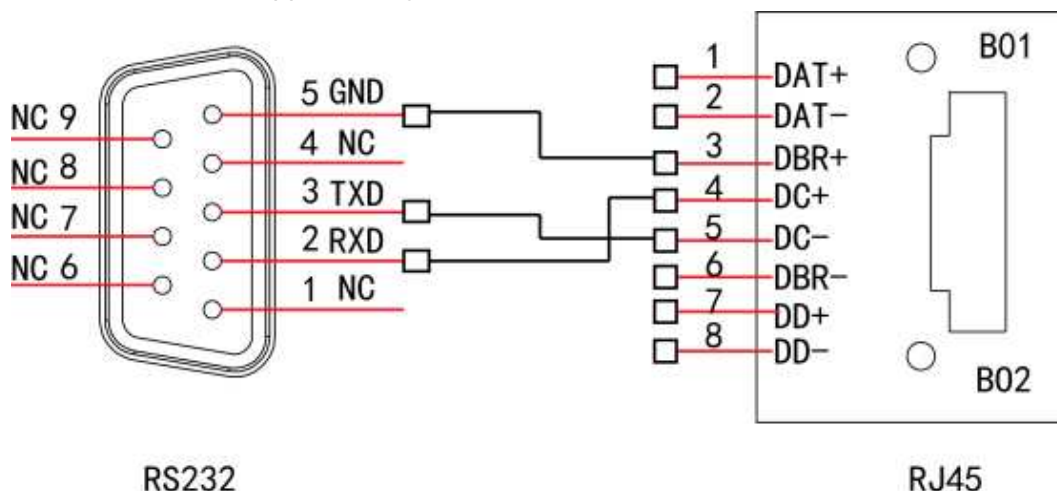 NC 9
NC 8
NC 7
NC 6
5 GND
4 NC
3 TXD
2 RXD
1 NC
1 DAT+
2 DAT-
3 DBR+
4 DC+
5 DC-
6 DBR-
7 DD+
8 DD-
B01
B02
RS232
RJ45